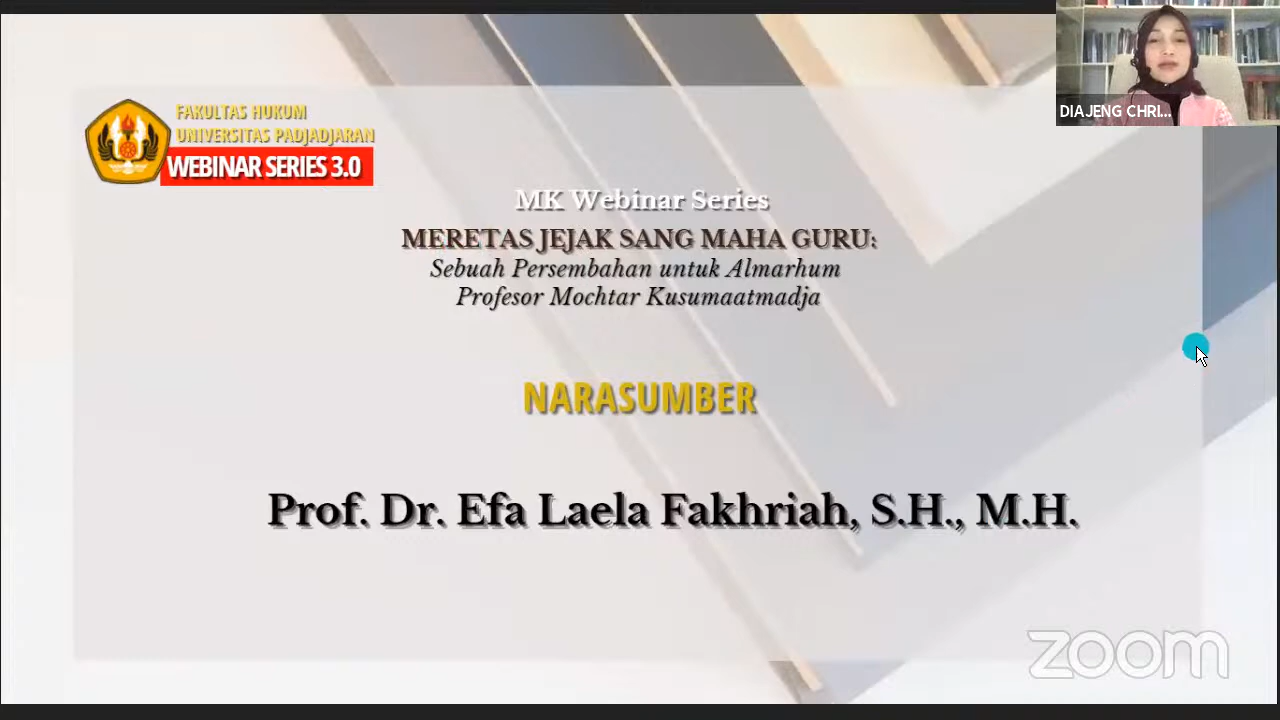 FAKULTAS HUKUM
UNIVERSITAS PADJADJARAN
WEBINAR SERIES 3.0
DIAJENG CHRI...
MK Webinar Series
MERETAS JEJAK SANG MAHA GURU:
Sebuah Persembahan untuk Almarhum
Profesor Mochtar Kusumaatmadja
NARASUMBER
Prof. Dr. Efa Laela Fakhriah, S.H., M.H.
zoom